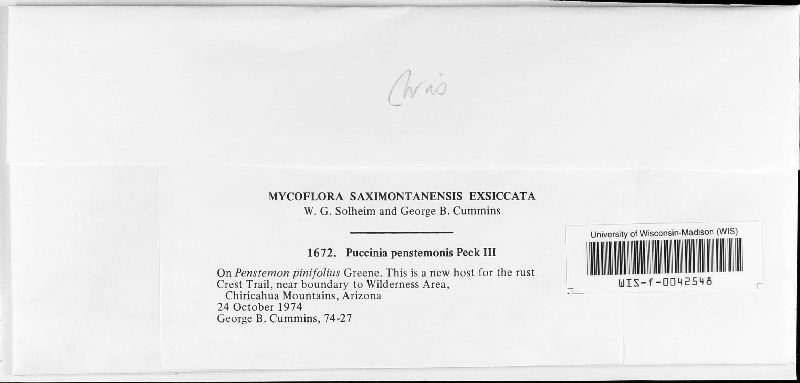 Chris
MYCOFLORA SAXIMONTANENSIS EXSICCATA
W. G. Solheim and George B. Cummins
1672. Puccinia penstemonis Peck III
On Penstemon pinifolius Greene. This is a new host for the rust
Crest Trail, near boundary to Wilderness Area,
Chiricahua Mountains, Arizona
24 October 1974
George B. Cummins, 74-27
University of Wisconsin-Madison (WIS)
WIS-f-0042548